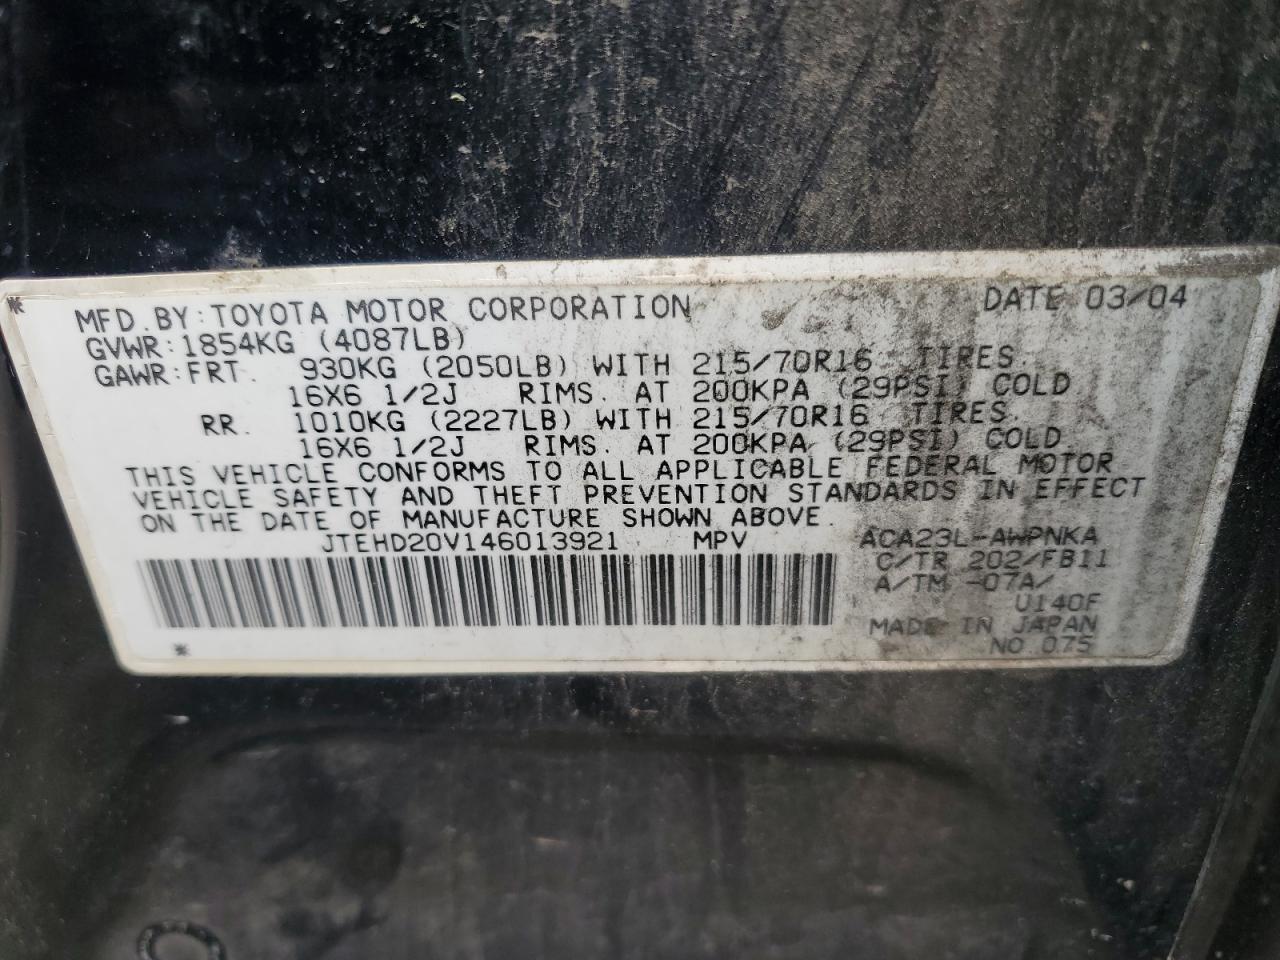 MFD.BY:TOYOTA MOTOR CORPORATION DATE 03/04
GVWR:1854KG (4087LB)
GAWR:FRT. 930KG (2050LB) WITH 215/70R16 TIRES.
16X6 1/2J RIMS. AT 200KPA (29PSI) COLD
RR. 1010KG (2227LB) WITH 215/70R16 TIRES.
16X6 1/2J RIMS. AT 200KPA (29PSI) COLD.
THIS VEHICLE CONFORMS TO ALL APPLICABLE FEDERAL MOTOR
VEHICLE SAFETY AND THEFT PREVENTION STANDARDS IN EFFECT
ON THE DATE OF MANUFACTURE SHOWN ABOVE.
JTEHD20V146013921 MPV ACA23L-AWPNKA
C/TR 202/FB11
A/TM -07A/
U140F
MADE IN JAPAN
NO 075